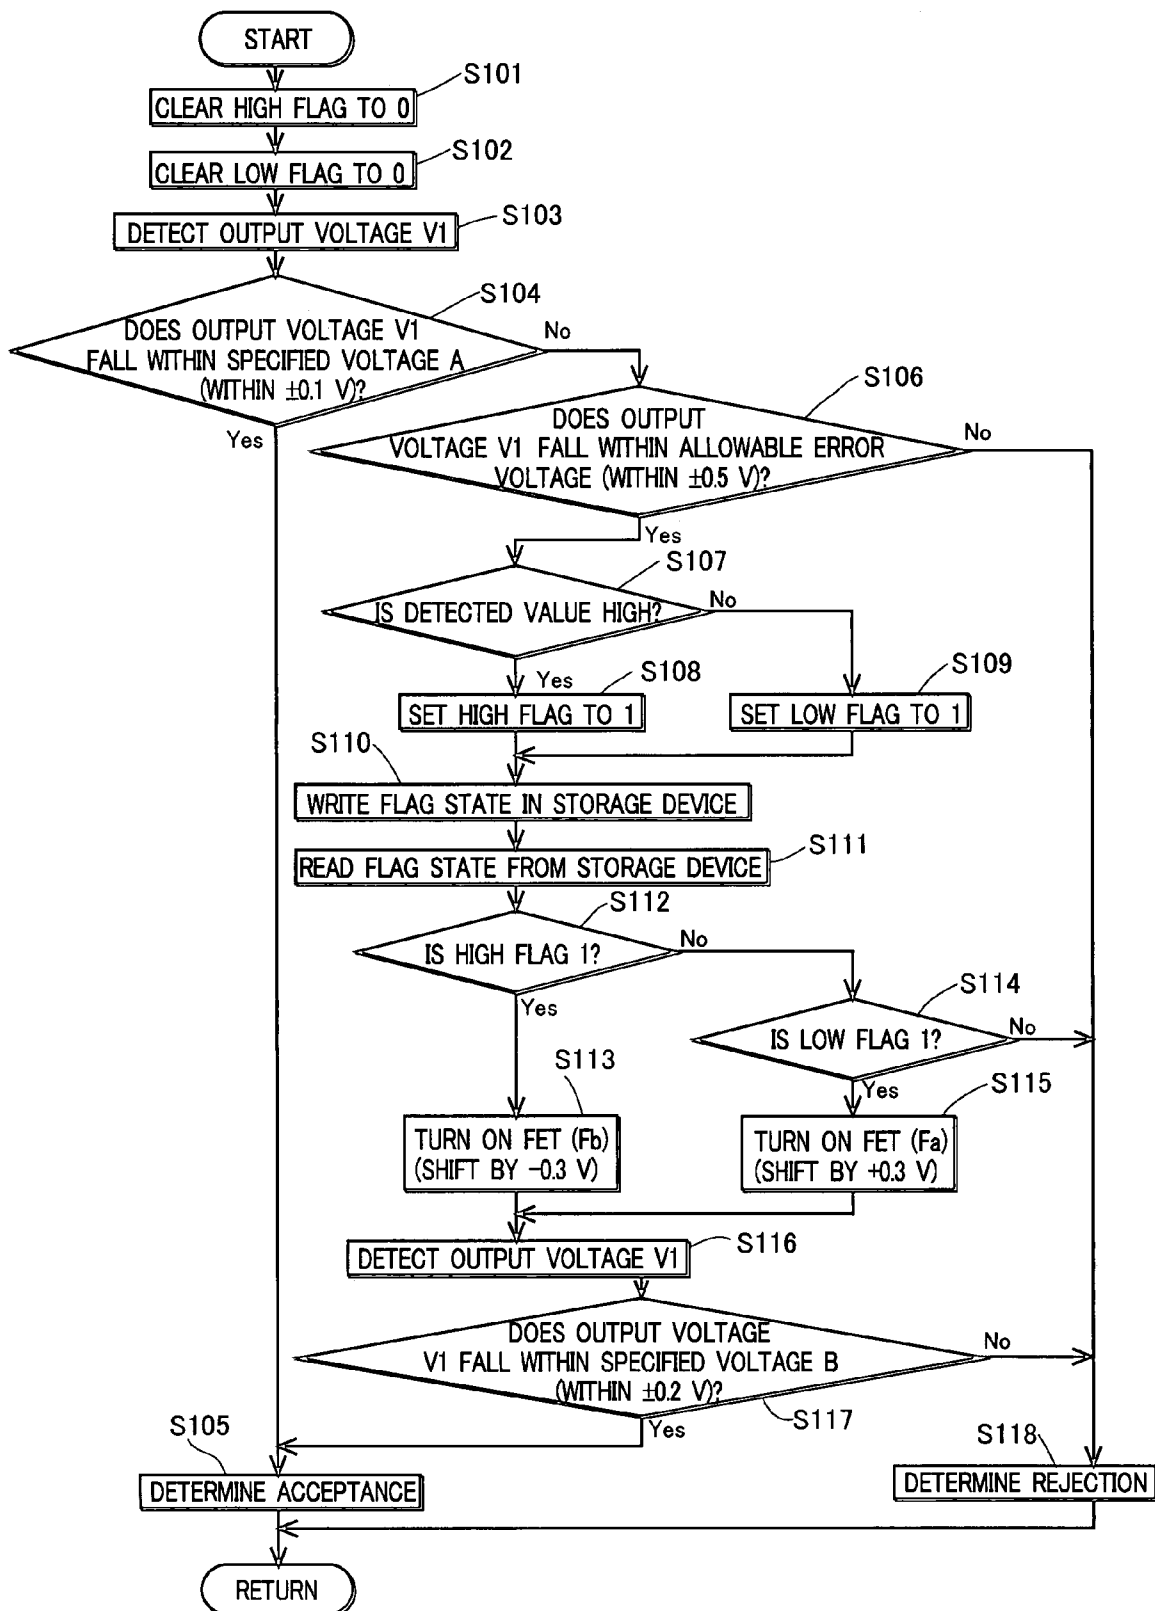 START
S101
CLEAR HIGH FLAG TO 0
S102
CLEAR LOW FLAG TO 0
S103
DETECT OUTPUT VOLTAGE V1
S104
DOES OUTPUT VOLTAGE V1
FALL WITHIN SPECIFIED VOLTAGE A
(WITHIN ±0.1 V)?
No
Yes
S106
DOES OUTPUT
VOLTAGE V1 FALL WITHIN ALLOWABLE ERROR
VOLTAGE (WITHIN ±0.5 V)?
No
Yes
S107
IS DETECTED VALUE HIGH?
No
Yes
S108
SET HIGH FLAG TO 1
S109
SET LOW FLAG TO 1
S110
WRITE FLAG STATE IN STORAGE DEVICE
S111
READ FLAG STATE FROM STORAGE DEVICE
S112
IS HIGH FLAG 1?
No
Yes
S114
IS LOW FLAG 1?
No
Yes
S113
TURN ON FET (Fb)
(SHIFT BY −0.3 V)
S115
TURN ON FET (Fa)
(SHIFT BY +0.3 V)
S116
DETECT OUTPUT VOLTAGE V1
DOES OUTPUT VOLTAGE
V1 FALL WITHIN SPECIFIED VOLTAGE B
(WITHIN ±0.2 V)?
No
S117
Yes
S105
DETERMINE ACCEPTANCE
S118
DETERMINE REJECTION
RETURN